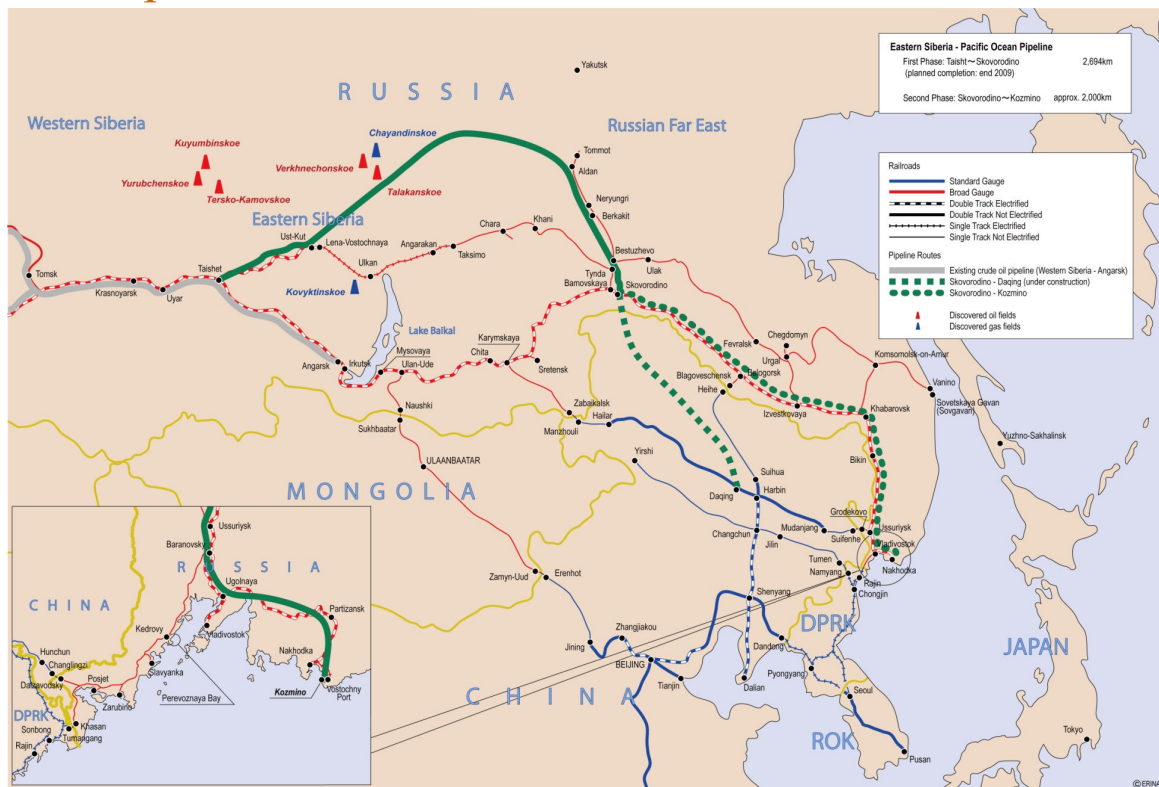 Eastern Siberia - Pacific Ocean Pipeline
First Phase: Taisht～Skovorodino 2,694km
(planned completion: end 2009)
Second Phase: Skovorodino～Kozmino approx. 2,000km
Railroads
Standard Gauge
Broad Gauge
Double Track Electrified
Double Track Not Electrified
Single Track Electrified
Single Track Not Electrified
Pipeline Routes
Existing crude oil pipeline (Western Siberia - Angarsk)
Skovorodino - Daqing (under construction)
Skovorodino - Kozmino
Discovered oil fields
Discovered gas fields
Yakutsk
RUSSIA
Western Siberia
Russian Far East
Kuyumbinskoe
Chayandinskoe
Verkhnechonskoe
Yurubchenskoe
Talakanskoe
Tersko-Kamovskoe
Tommot
Aldan
Eastern Siberia
Neryungri
Berkakit
Ust-Kut
Lena-Vostochnaya
Angarakan
Chara
Khani
Taksimo
Bestuzhevo
Ulak
Tomsk
Krasnoyarsk
Uyar
Taishet
Ulkan
Tynda
Bamovskaya
Skovorodino
Kovyktinskoe
Lake Baikal
Karymskaya
Mysovaya
Chita
Sretensk
Angarsk
Irkutsk
Ulan-Ude
Fevralsk
Chegdomyn
Urgal
Komsomolsk-on-Amur
Blagoveschensk
Belogorsk
Heihe
Izvestkovaya
Khabarovsk
Vanino
Sovetskaya Gavan
(Sovgavan)
Naushki
Sukhbaatar
Zabaikalsk
Hailar
Manzhouli
Yuzhno-Sakhalinsk
ULAANBAATAR
Yirshi
Bikin
MONGOLIA
Suihua
Daqing
Harbin
Grodekovo
Ussuriysk
Mudanjang
Suifenhe
Vladivostok
Changchun
Jilin
Nakhodka
Tumen
Namyang
Rajin
Chongjin
Zamyn-Uud
Erenhot
Shenyang
DPRK
JAPAN
Jining
Zhangjiakou
BEIJING
Dandong
Pyongyang
Tianjin
Dalian
CHINA
Seoul
ROK
Pusan
Tokyo
Ussuriysk
Baranovsky
RUSSIA
Ugolnaya
CHINA
Partizansk
Kedrovy
Vladivostok
Hunchun
Changlingzi
Nakhodka
Slavyanka
Posjet
Kozmino
Vostochny
Port
Zarubino
Perevoznaya Bay
DPRK
Khasan
Sonbong
Tumangang
Rajin
©ERINA